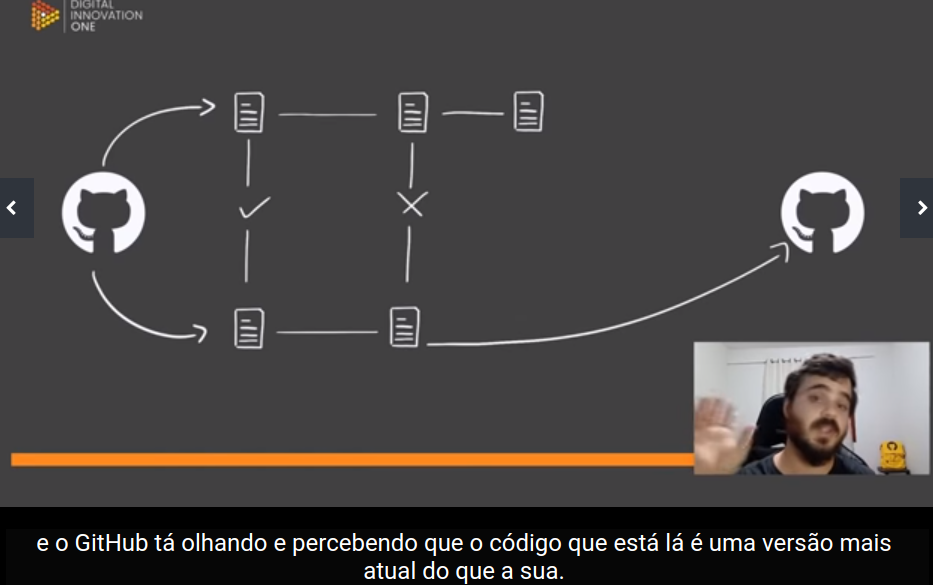 DIGITAL
INNOVATION
ONE
e o GitHub tá olhando e percebendo que o código que está lá é uma versão mais
atual do que a sua.